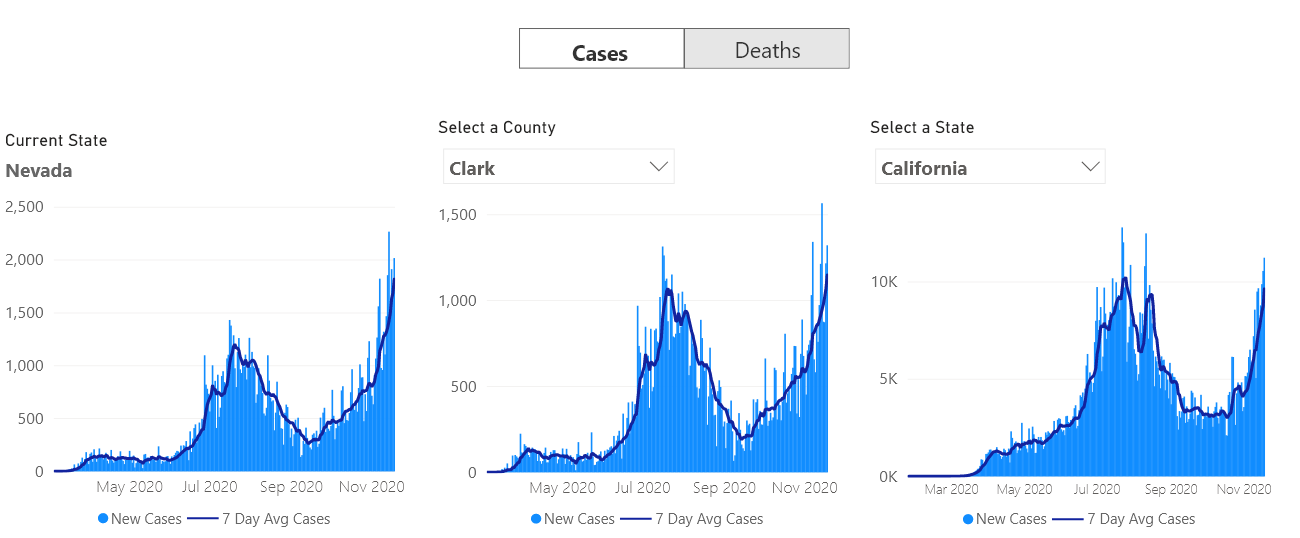 Cases Deaths
Current State
Nevada
2,500
2,000
1,500
1,000
500
0
May 2020 Jul 2020 Sep 2020 Nov 2020
New Cases 7 Day Avg Cases
Select a County
Clark
1,500
1,000
500
0
May 2020 Jul 2020 Sep 2020 Nov 2020
New Cases 7 Day Avg Cases
Select a State
California
10K
5K
0K
Mar 2020 May 2020 Jul 2020 Sep 2020 Nov 2020
New Cases 7 Day Avg Cases